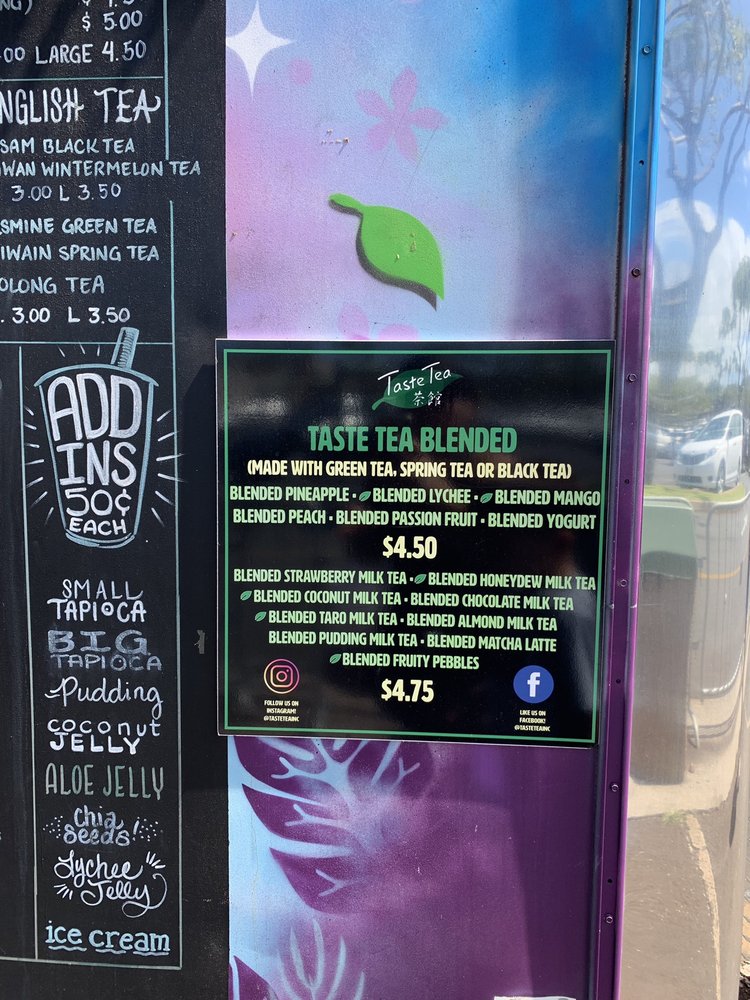 $ 5.00
LARGE 4.50
NGLISH TEA
SAM BLACK TEA
WAN WINTERMELON TEA
3.00 L 3.50
SMINE GREEN TEA
IWAIN SPRING TEA
OLONG TEA
. 3.00 L 3.50
ADD
INS
50¢
EACH
SMALL
TAPIOCA
BIG
TAPIOCA
Pudding
coconut
JELLY
ALOE JELLY
Chia
Seeds!
Lychee
Jelly
ice cream
Taste Tea
茶館
TASTE TEA BLENDED
(MADE WITH GREEN TEA, SPRING TEA OR BLACK TEA)
BLENDED PINEAPPLE • BLENDED LYCHEE • BLENDED MANGO
BLENDED PEACH • BLENDED PASSION FRUIT • BLENDED YOGURT
$4.50
BLENDED STRAWBERRY MILK TEA • BLENDED HONEYDEW MILK TEA
BLENDED COCONUT MILK TEA • BLENDED CHOCOLATE MILK TEA
BLENDED TARO MILK TEA • BLENDED ALMOND MILK TEA
BLENDED PUDDING MILK TEA • BLENDED MATCHA LATTE
BLENDED FRUITY PEBBLES
$4.75
FOLLOW US ON
INSTAGRAM!
@TASTETEAINC
f
LIKE US ON
FACEBOOK!
@TASTETEAINC